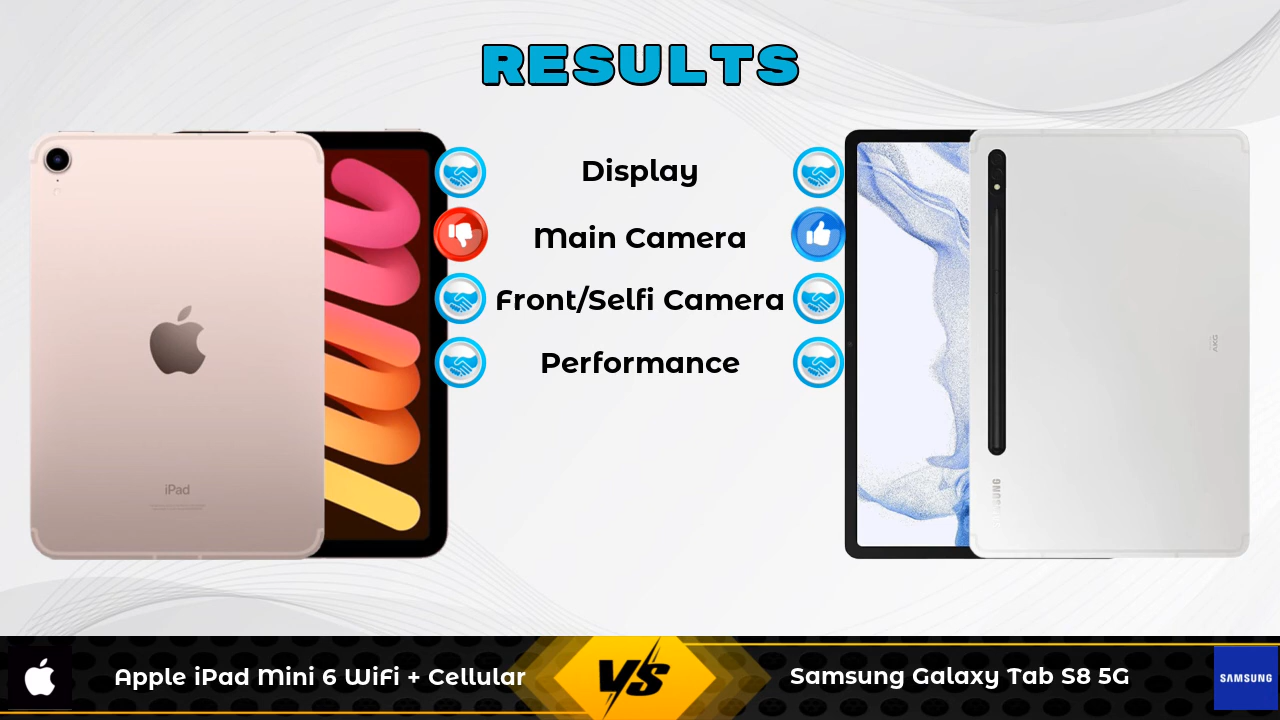 RESULTS
Display
Main Camera
Front/Selfi Camera
Performance
iPad
AKG
SAMSUNG
Apple iPad Mini 6 WiFi + Cellular
VS
Samsung Galaxy Tab S8 5G
SAMSUNG